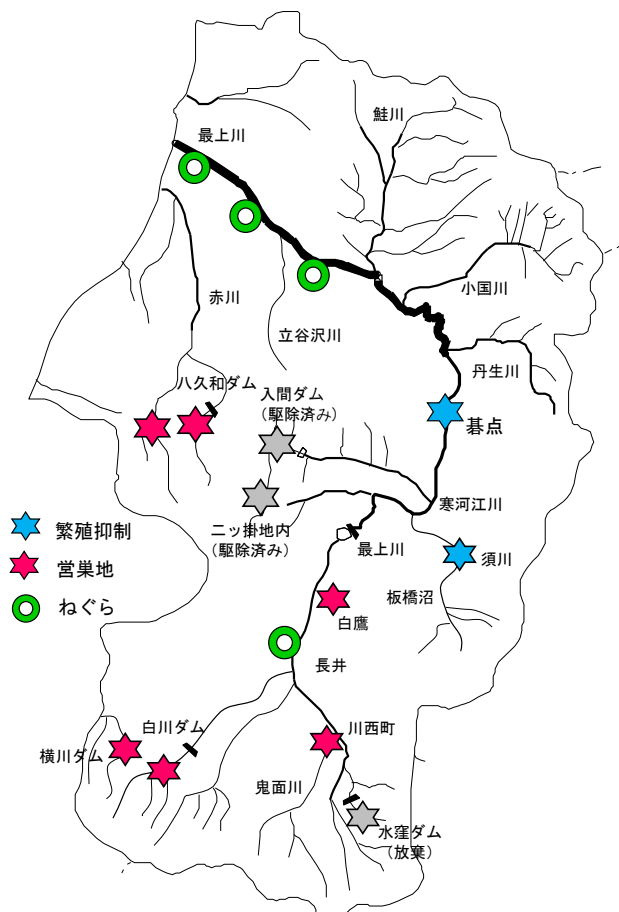 鮭川
最上川
小国川
赤川
立谷沢川
丹生川
八久和ダム
入間ダム
（駆除済み）
碁点
寒河江川
二ッ掛地内
（駆除済み）
最上川
須川
繁殖抑制
営巣地
ねぐら
板橋沼
白鷹
長井
白川ダム
川西町
横川ダム
鬼面川
水窪ダム
（放棄）